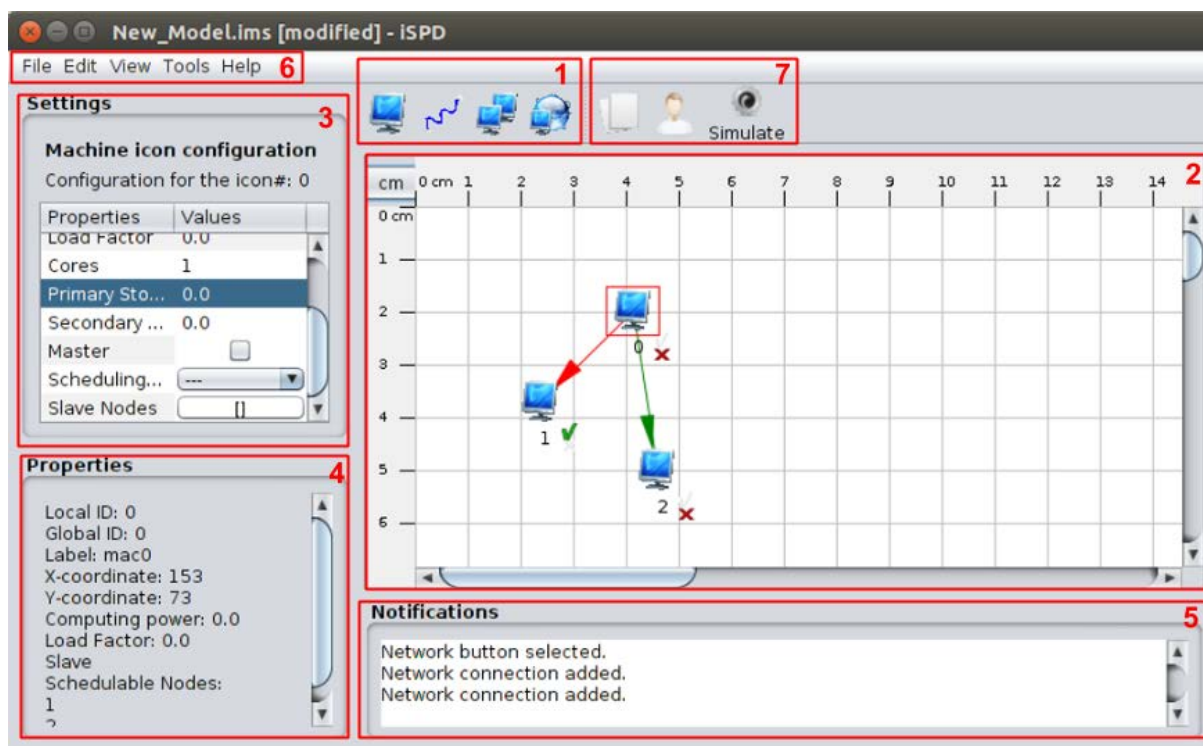 New_Model.ims [modified] - iSPD
File Edit View Tools Help 6
1
7
Simulate
Settings
3
Machine icon configuration
Configuration for the icon#: 0
Properties Values
Load Factor 0.0
Cores 1
Primary Sto... 0.0
Secondary ... 0.0
Master
Scheduling... ---
Slave Nodes []
2
cm 0 cm 1 2 3 4 5 6 7 8 9 10 11 12 13 14
0 cm
1
2
3
4
5
6
0
1
2
Properties
4
Local ID: 0
Global ID: 0
Label: mac0
X-coordinate: 153
Y-coordinate: 73
Computing power: 0.0
Load Factor: 0.0
Slave
Schedulable Nodes:
1
2
Notifications
5
Network button selected.
Network connection added.
Network connection added.